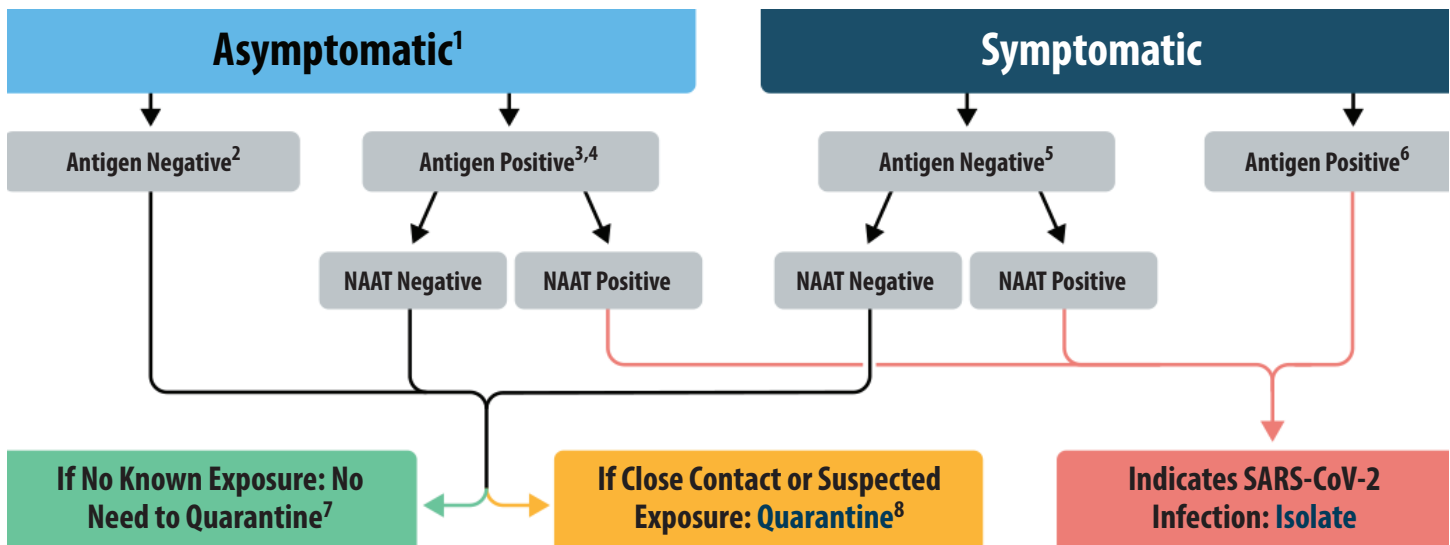 Asymptomatic1
Symptomatic
Antigen Negative2
Antigen Positive3,4
Antigen Negative5
Antigen Positive6
NAAT Negative
NAAT Positive
NAAT Negative
NAAT Positive
If No Known Exposure: No
Need to Quarantine7
If Close Contact or Suspected
Exposure: Quarantine8
Indicates SARS-CoV-2
Infection: Isolate